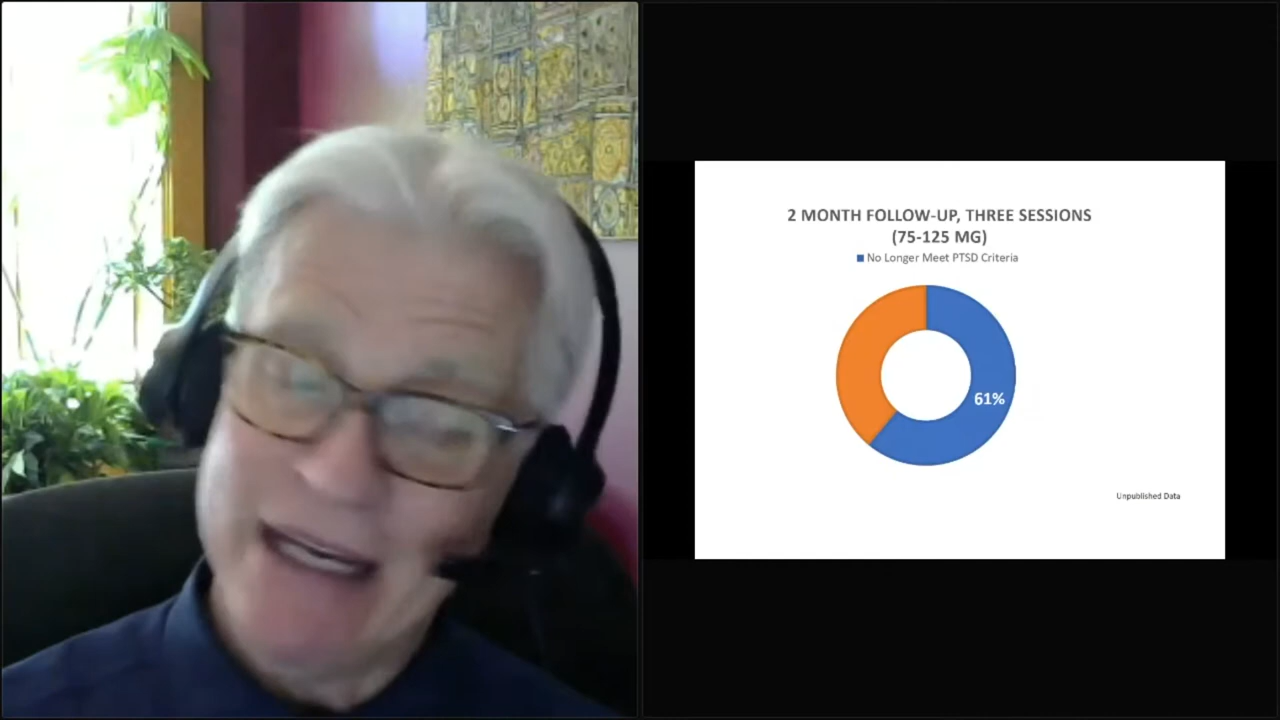 2 MONTH FOLLOW-UP, THREE SESSIONS
(75-125 MG)
No Longer Meet PTSD Criteria
61%
Unpublished Data